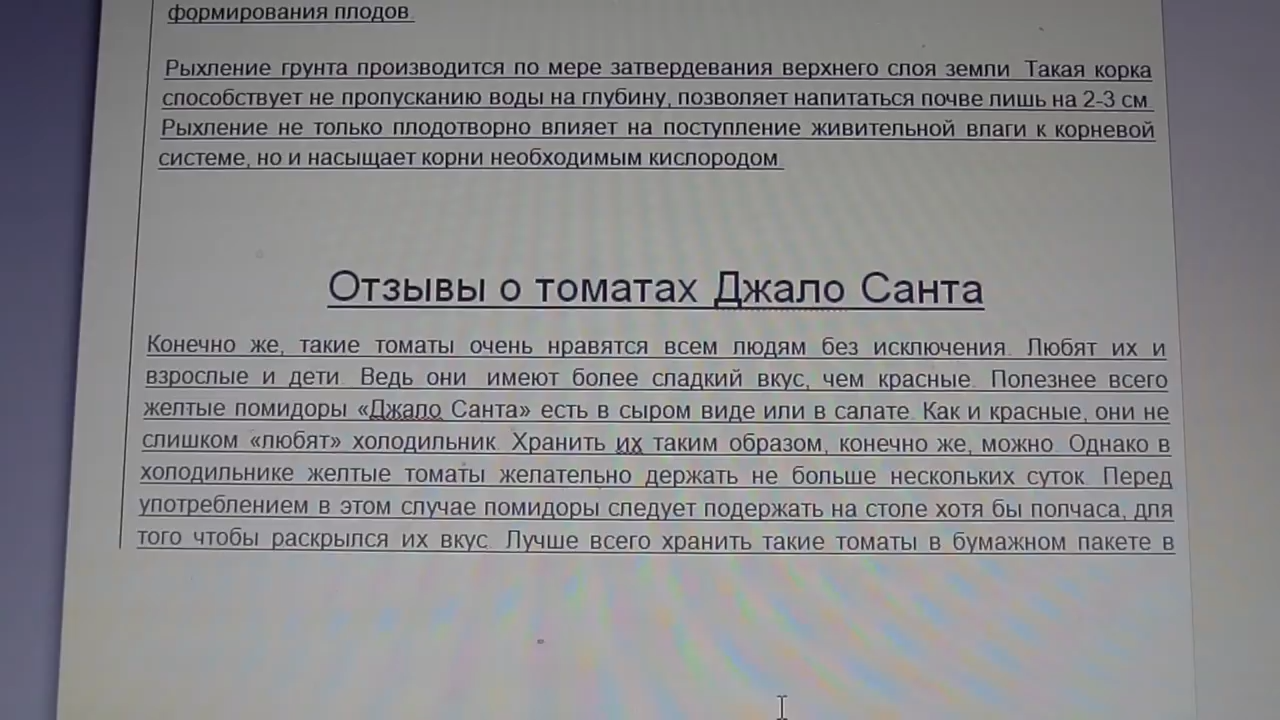 формирования плодов.
Рыхление грунта производится по мере затвердевания верхнего слоя земли. Такая корка
способствует не пропусканию воды на глубину, позволяет напитаться почве лишь на 2-3 см.
Рыхление не только плодотворно влияет на поступление живительной влаги к корневой
системе, но и насыщает корни необходимым кислородом.
Отзывы о томатах Джало Санта
Конечно же, такие томаты очень нравятся всем людям без исключения. Любят их и
взрослые и дети. Ведь они имеют более сладкий вкус, чем красные. Полезнее всего
желтые помидоры «Джало Санта» есть в сыром виде или в салате. Как и красные, они не
слишком «любят» холодильник. Хранить их таким образом, конечно же, можно. Однако в
холодильнике желтые томаты желательно держать не больше нескольких суток. Перед
употреблением в этом случае помидоры следует подержать на столе хотя бы полчаса, для
того чтобы раскрылся их вкус. Лучше всего хранить такие томаты в бумажном пакете в